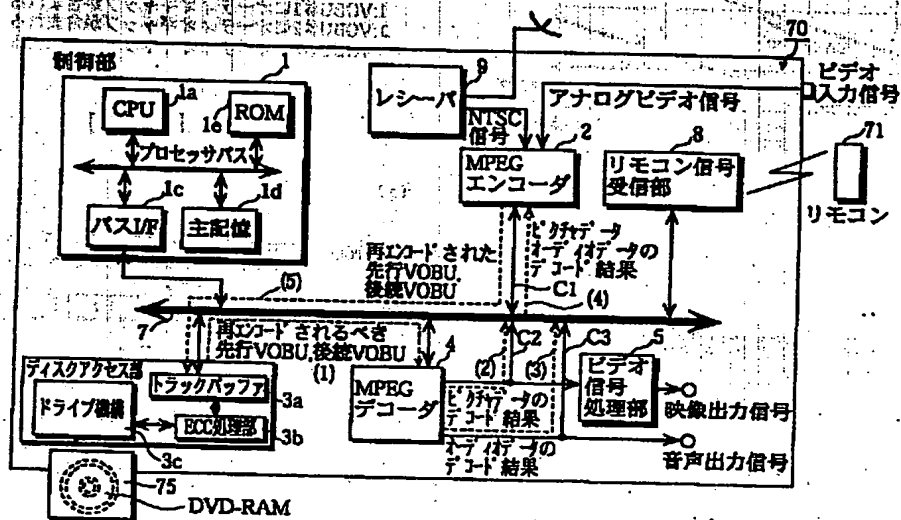 制御部
1
CPU
1a
1e
ROM
プロセッサバス
1c
1d
バスI/F
主記憶
9
レシーバ
NTSC
信号
アナログビデオ信号
2
MPEG
エンコーダ
70
ビデオ
入力信号
8
リモコン信号
受信部
71
リモコン
再エンコードされた
先行VOBU,
後続VOBU
(5)
ピクチャデータ
オーディオデータの
デコード結果
C1
(4)
7
再エンコードされるべき
先行VOBU,後続VOBU
(1)
4
MPEG
デコーダ
(2)
C2
(3)
C3
5
ビデオ
信号
処理部
映像出力信号
ピクチャデータの
デコード結果
オーディオデータの
デコード結果
音声出力信号
ディスクアクセス部
トラックバッファ
3a
ドライブ機構
ECC処理部
3b
3c
75
DVD-RAM